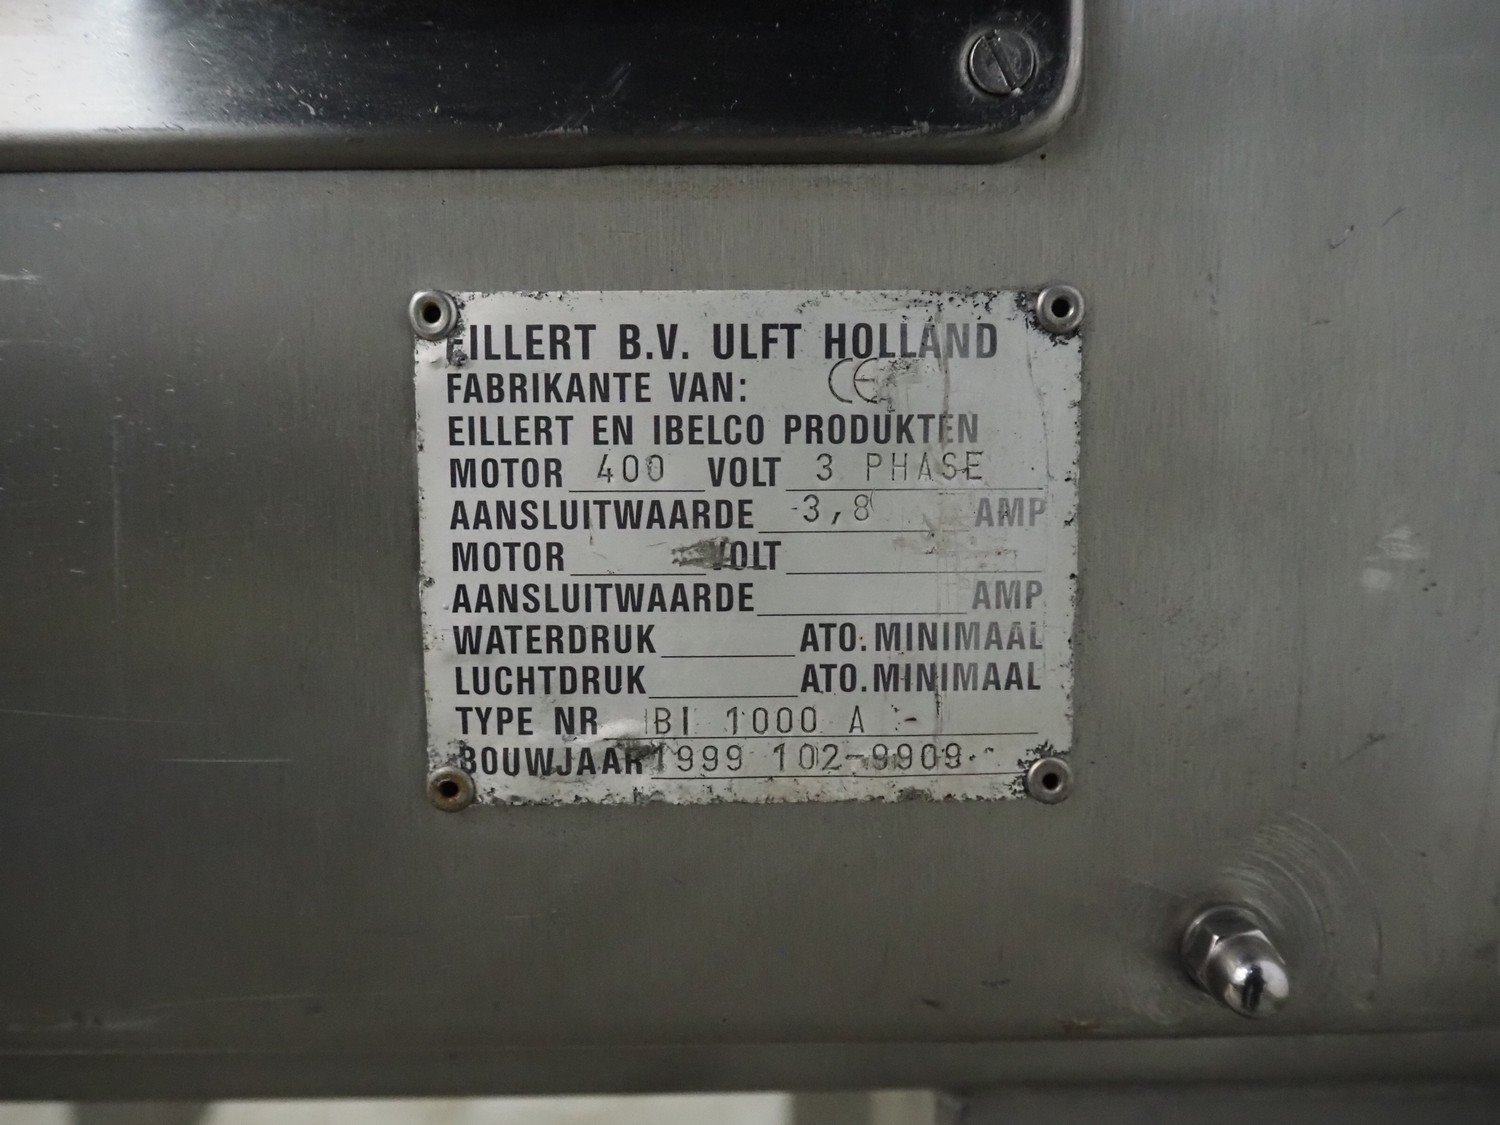 EILLERT B.V. ULFT HOLLAND
FABRIKANTE VAN: CE
EILLERT EN IBELCO PRODUKTEN
MOTOR 400 VOLT 3 PHASE
AANSLUITWAARDE 3,8 AMP
MOTOR VOLT
AANSLUITWAARDE AMP
WATERDRUK ATO. MINIMAAL
LUCHTDRUK ATO. MINIMAAL
TYPE NR BI 1000 A -
BOUWJAAR 1999 102-9909